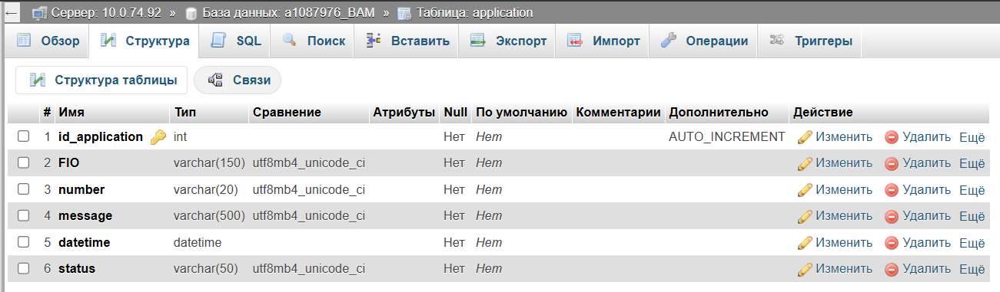 ← Сервер: 10.0.74.92 » База данных: a1087976_BAM » Таблица: application
Обзор Структура SQL Поиск Вставить Экспорт Импорт Операции Триггеры
Структура таблицы Связи
# Имя Тип Сравнение Атрибуты Null По умолчанию Комментарии Дополнительно Действие
1 id_application int Нет Нет AUTO_INCREMENT Изменить Удалить Ещё
2 FIO varchar(150) utf8mb4_unicode_ci Нет Нет Изменить Удалить Ещё
3 number varchar(20) utf8mb4_unicode_ci Нет Нет Изменить Удалить Ещё
4 message varchar(500) utf8mb4_unicode_ci Нет Нет Изменить Удалить Ещё
5 datetime datetime Нет Нет Изменить Удалить Ещё
6 status varchar(50) utf8mb4_unicode_ci Нет Нет Изменить Удалить Ещё